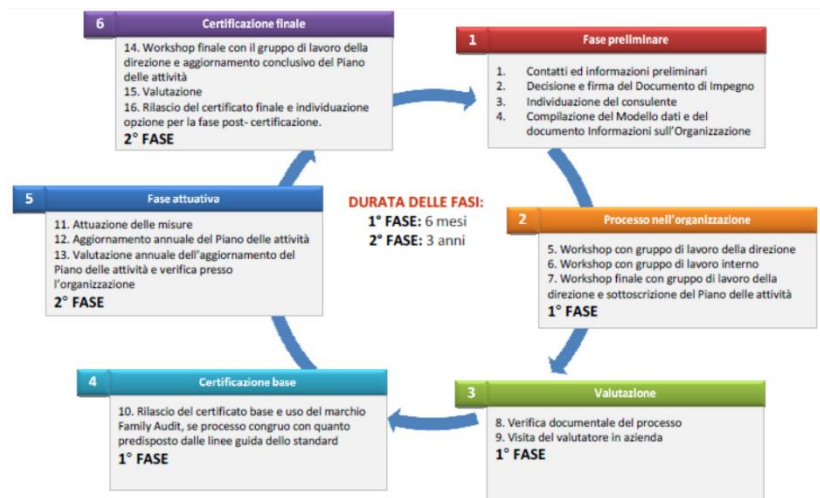 1 Fase preliminare
1. Contatti ed informazioni preliminari
2. Decisione e firma del Documento di Impegno
3. Individuazione del consulente
4. Compilazione del Modello dati e del
documento Informazioni sull'Organizzazione
2 Processo nell'organizzazione
5. Workshop con gruppo di lavoro della direzione
6. Workshop con gruppo di lavoro interno
7. Workshop finale con gruppo di lavoro della
direzione e sottoscrizione del Piano delle attività
1° FASE
3 Valutazione
8. Verifica documentale del processo
9. Visita del valutatore in azienda
1° FASE
4 Certificazione base
10. Rilascio del certificato base e uso del marchio
Family Audit, se processo congruo con quanto
predisposto dalle linee guida dello standard
1° FASE
5 Fase attuativa
11. Attuazione delle misure
12. Aggiornamento annuale del Piano delle attività
13. Valutazione annuale dell'aggiornamento del
Piano delle attività e verifica presso
l'organizzazione
2° FASE
6 Certificazione finale
14. Workshop finale con il gruppo di lavoro della
direzione e aggiornamento conclusivo del Piano
delle attività
15. Valutazione
16. Rilascio del certificato finale e individuazione
opzione per la fase post- certificazione.
2° FASE
DURATA DELLE FASI:
1° FASE: 6 mesi
2° FASE: 3 anni